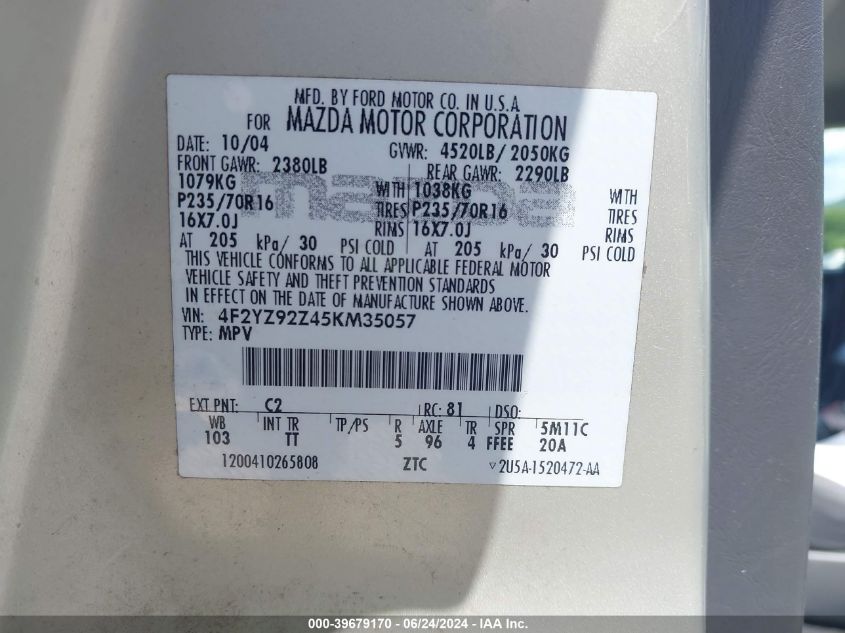 MFD. BY FORD MOTOR CO. IN U.S.A.
FOR MAZDA MOTOR CORPORATION
DATE: 10/04 GVWR: 4520LB/ 2050KG
FRONT GAWR: 2380LB REAR GAWR: 2290LB
1079KG WITH 1038KG WITH
P235/70R16 TIRES P235/70R16 TIRES
16X7.0J RIMS 16X7.0J RIMS
AT 205 kPa/ 30 PSI COLD AT 205 kPa/ 30 PSI COLD
THIS VEHICLE CONFORMS TO ALL APPLICABLE FEDERAL MOTOR
VEHICLE SAFETY AND THEFT PREVENTION STANDARDS
IN EFFECT ON THE DATE OF MANUFACTURE SHOWN ABOVE.
VIN: 4F2YZ92Z45KM35057
TYPE: MPV
mazda
EXT PNT: C2 RC: 81 DSO:
WB INT TR TP/PS R AXLE TR SPR 5M11C
103 TT 5 96 4 FFEE 20A
1200410265808 ZTC ▿2U5A-1520472-AA
000-39679170 - 06/24/2024 - IAA Inc.